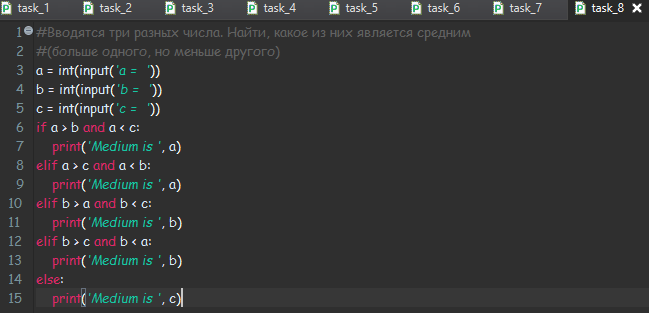 task_1 task_2 task_3 task_4 task_5 task_6 task_7 task_8
1 #Вводятся три разных числа. Найти, какое из них является средним
2 #(больше одного, но меньше другого)
3 a = int(input('a =  '))
4 b = int(input('b =  '))
5 c = int(input('c =  '))
6 if a > b and a < c:
7     print('Medium is ', a)
8 elif a > c and a < b:
9     print('Medium is ', a)
10 elif b > a and b < c:
11     print('Medium is ', b)
12 elif b > c and b < a:
13     print('Medium is ', b)
14 else:
15     print('Medium is ', c)